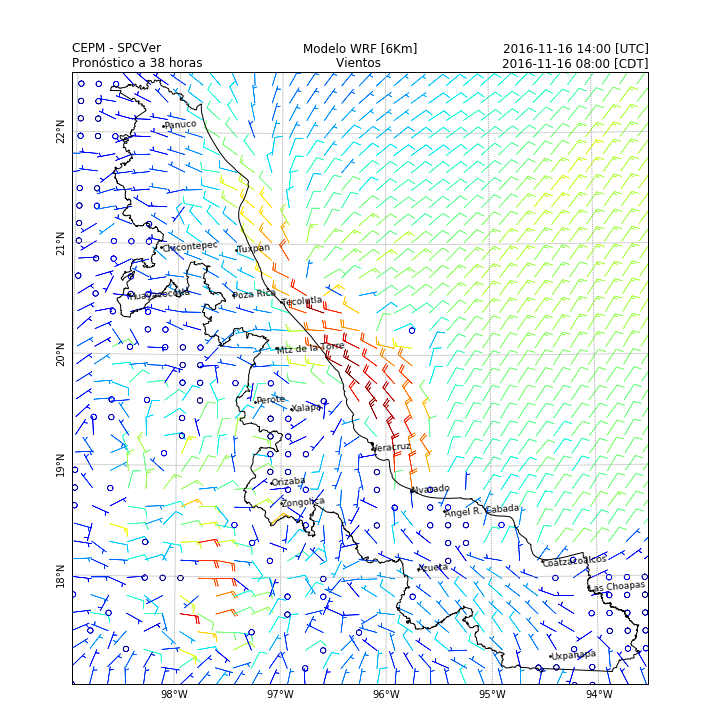 CEPM - SPCVer Modelo WRF [6Km] 2016-11-16 14:00 [UTC]
Pronóstico a 38 horas Vientos 2016-11-16 08:00 [CDT]
22°N
Panuco
21°N
Chicontepec
Tuxpan
Huayacocotla
Poza Rica
Tecolutla
20°N
Mtz de la Torre
Perote
Xalapa
19°N
Veracruz
Orizaba
Alvarado
Zongolica
Angel R. Cabada
18°N
Coatzacoalcos
Azueta
Las Choapas
Uxpanapa
98°W 97°W 96°W 95°W 94°W